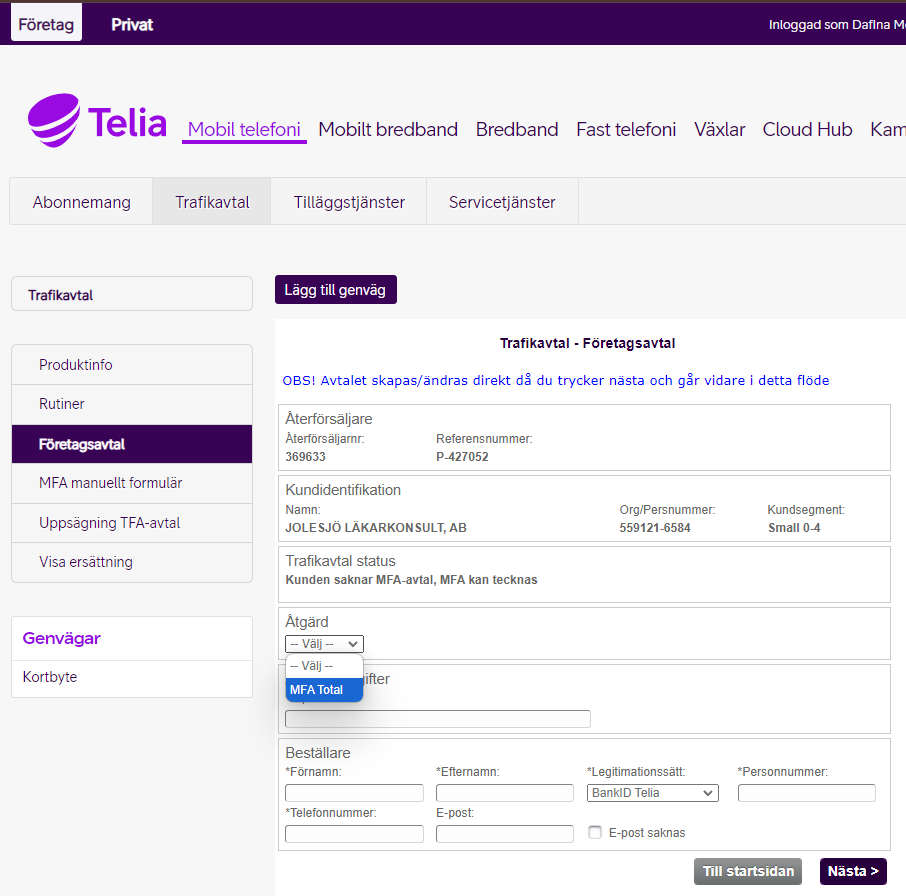 Företag Privat Inloggad som Dafina
Telia Mobil telefoni Mobilt bredband Bredband Fast telefoni Växlar Cloud Hub
Abonnemang Trafikavtal Tilläggstjänster Servicetjänster
Trafikavtal
Lägg till genväg
Trafikavtal - Företagsavtal
Produktinfo
Rutiner
Företagsavtal
MFA manuellt formulär
Uppsägning TFA-avtal
Visa ersättning
Genvägar
Kortbyte
OBS! Avtalet skapas/ändras direkt då du trycker nästa och går vidare i detta flöde
Återförsäljare
Återförsäljarnr: Referensnummer:
369633 P-427052
Kundidentifikation
Namn: Org/Persnummer: Kundsegment:
JOLESJÖ LÄKARKONSULT, AB 559121-6584 Small 0-4
Trafikavtal status
Kunden saknar MFA-avtal, MFA kan tecknas
Åtgärd
-- Välj --
-- Välj --
MFA Total
Beställare
*Förnamn: *Efternamn: *Legitimationssätt: *Personnummer:
BankID Telia
*Telefonnummer: E-post:
E-post saknas
Till startsidan Nästa >